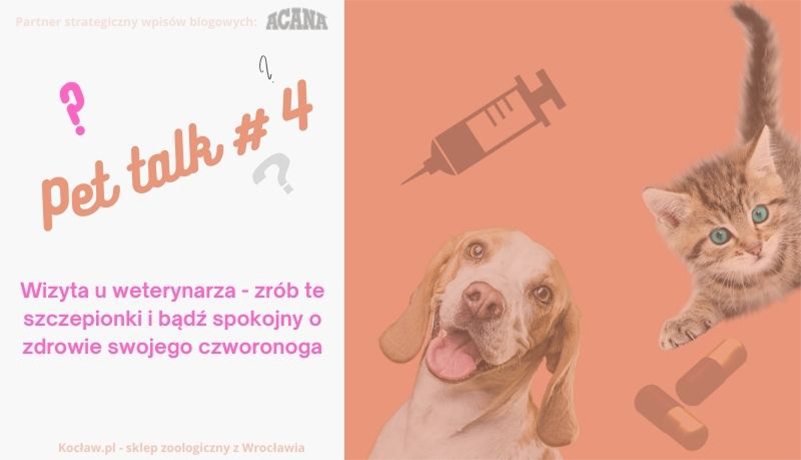 Partner strategiczny wpisów blogowych: ACANA
?
?
?
Pet talk # 4
Wizyta u weterynarza - zrób te
szczepionki i bądź spokojny o
zdrowie swojego czworonoga
Kocław.pl - sklep zoologiczny z Wrocławia